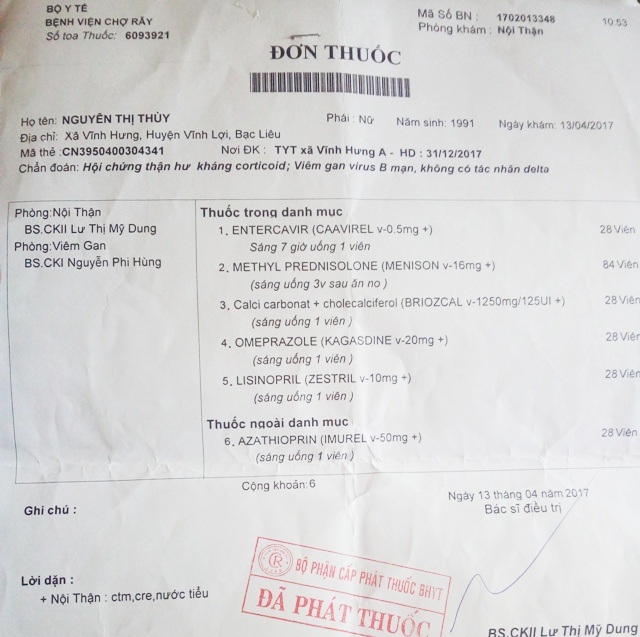 BỘ Y TẾ
BỆNH VIỆN CHỢ RẪY
Số toa Thuốc: 6093921
Mã Số BN : 1702013348
Phòng khám : Nội Thận
10:53
ĐƠN THUỐC
Họ tên: NGUYỄN THỊ THÙY Phái : Nữ Năm sinh: 1991 Ngày khám: 13/04/2017
Địa chỉ: Xã Vĩnh Hưng, Huyện Vĩnh Lợi, Bạc Liêu
Mã thẻ :CN3950400304341 Nơi ĐK : TYT xã Vĩnh Hưng A - HD : 31/12/2017
Chẩn đoán: Hội chứng thận hư kháng corticoid; Viêm gan virus B mạn, không có tác nhân delta
Phòng:Nội Thận
BS.CKII Lư Thị Mỹ Dung
Phòng:Viêm Gan
BS.CKI Nguyễn Phi Hùng
Thuốc trong danh mục
1. ENTERCAVIR (CAAVIREL v-0.5mg +) 28 Viên
Sáng 7 giờ uống 1 viên
2. METHYL PREDNISOLONE (MENISON v-16mg +) 84 Viên
(sáng uống 3v sau ăn no )
3. Calci carbonat + cholecalciferol (BRIOZCAL v-1250mg/125UI +) 28 Viên
(sáng uống 1 viên )
4. OMEPRAZOLE (KAGASDINE v-20mg +) 28 Viên
(sáng uống 1 viên )
5. LISINOPRIL (ZESTRIL v-10mg +) 28 Viên
(sáng uống 1 viên )
Thuốc ngoài danh mục
6. AZATHIOPRIN (IMUREL v-50mg +) 28 Viên
(sáng uống 1 viên )
Cộng khoản:6
Ngày 13 tháng 04 năm 2017
Bác sĩ điều trị
Ghi chú :
BỘ PHẬN CẤP PHÁT THUỐC BHYT
ĐÃ PHÁT THUỐC
Lời dặn :
+ Nội Thận : ctm,cre,nước tiểu
BS.CKII Lư Thị Mỹ Dung